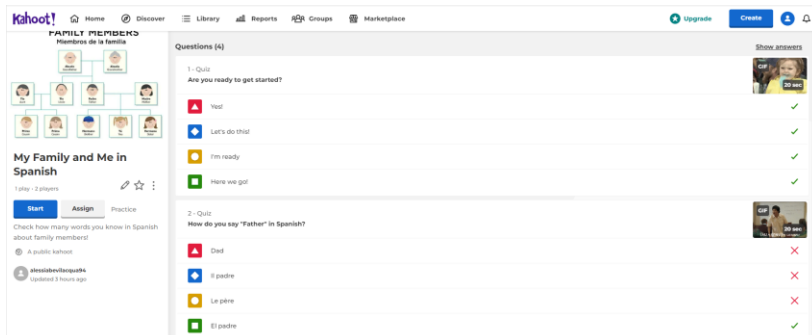 Kahoot!
Home
Discover
Library
Reports
Groups
Marketplace
Upgrade
Create
FAMILY MEMBERS
Miembros de la familia
My Family and Me in
Spanish
1 play · 2 players
Start
Assign
Practice
Check how many words you know in Spanish
about family members!
A public kahoot
alessiabevilacqua94
Updated 3 hours ago
Questions (4)
Show answers
1 - Quiz
Are you ready to get started?
GIF
20 sec
Yes!
Let's do this!
I'm ready
Here we go!
2 - Quiz
How do you say "Father" in Spanish?
GIF
20 sec
Dad
Il padre
Le père
El padre